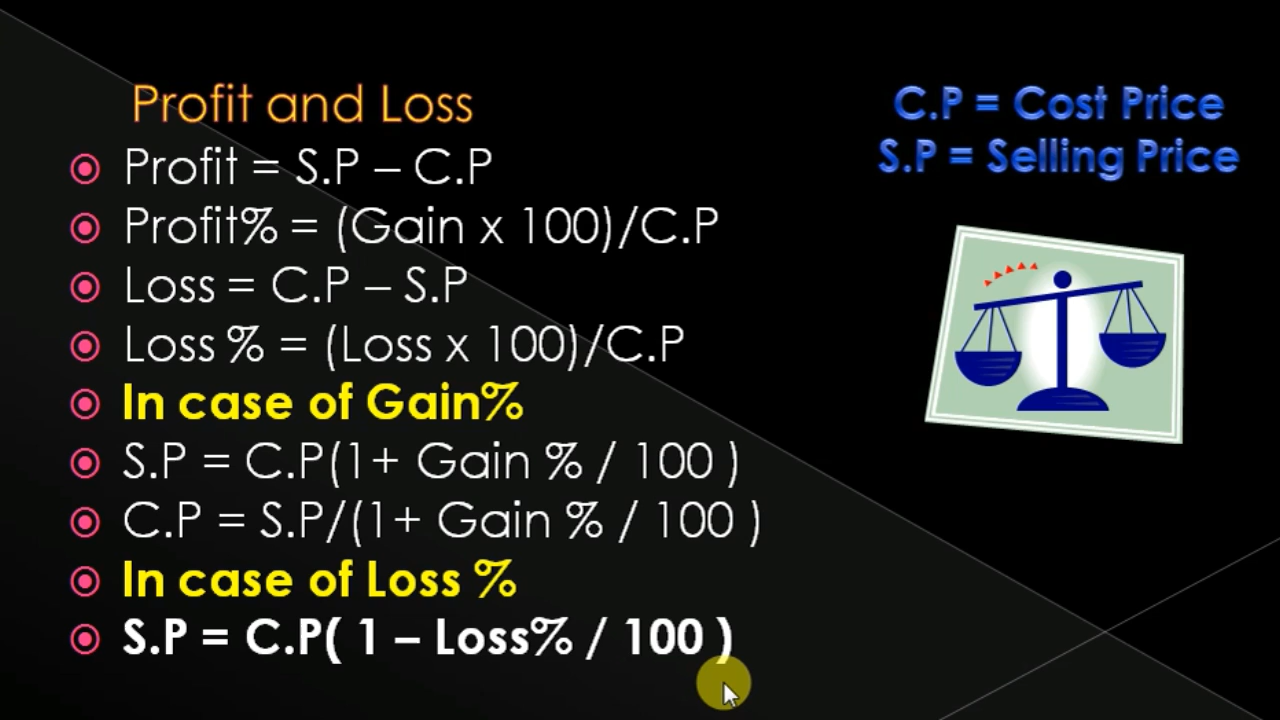 Profit and Loss
C.P = Cost Price
S.P = Selling Price
Profit = S.P – C.P
Profit% = (Gain x 100)/C.P
Loss = C.P – S.P
Loss % = (Loss x 100)/C.P
In case of Gain%
S.P = C.P(1+ Gain % / 100 )
C.P = S.P/(1+ Gain % / 100 )
In case of Loss %
S.P = C.P( 1 – Loss% / 100 )